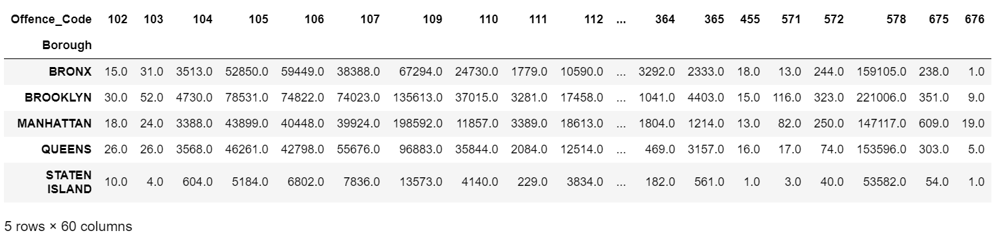 Offence_Code 102 103 104 105 106 107 109 110 111 112 ... 364 365 455 571 572 578 675 676
Borough
BRONX 15.0 31.0 3513.0 52850.0 59449.0 38388.0 67294.0 24730.0 1779.0 10590.0 ... 3292.0 2333.0 18.0 13.0 244.0 159105.0 238.0 1.0
BROOKLYN 30.0 52.0 4730.0 78531.0 74822.0 74023.0 135613.0 37015.0 3281.0 17458.0 ... 1041.0 4403.0 15.0 116.0 323.0 221006.0 351.0 9.0
MANHATTAN 18.0 24.0 3388.0 43899.0 40448.0 39924.0 198592.0 11857.0 3389.0 18613.0 ... 1804.0 1214.0 13.0 82.0 250.0 147117.0 609.0 19.0
QUEENS 26.0 26.0 3568.0 46261.0 42798.0 55676.0 96883.0 35844.0 2084.0 12514.0 ... 469.0 3157.0 16.0 17.0 74.0 153596.0 303.0 5.0
STATEN
ISLAND 10.0 4.0 604.0 5184.0 6802.0 7836.0 13573.0 4140.0 229.0 3834.0 ... 182.0 561.0 1.0 3.0 40.0 53582.0 54.0 1.0
5 rows × 60 columns